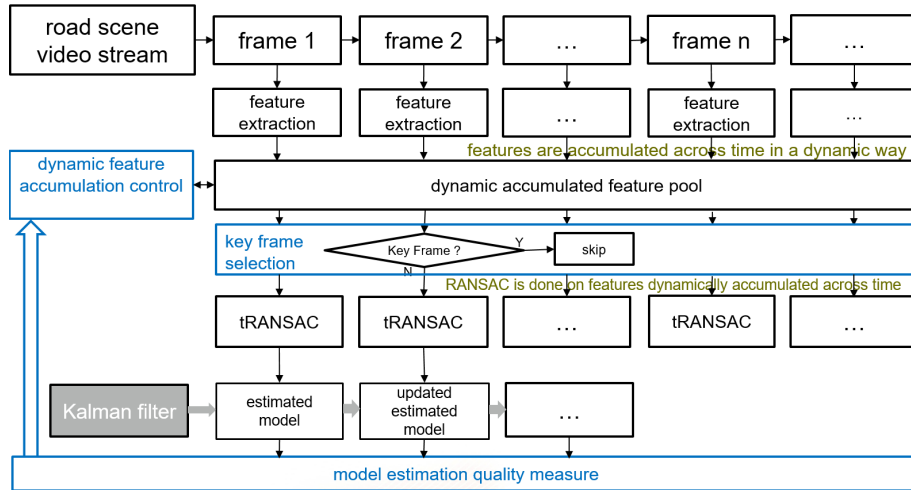 road scene
video stream
frame 1
frame 2
...
frame n
...
feature
extraction
feature
extraction
...
feature
extraction
...
features are accumulated across time in a dynamic way
dynamic feature
accumulation control
dynamic accumulated feature pool
key frame
selection
Key Frame ?
Y
skip
N
RANSAC is done on features dynamically accumulated across time
tRANSAC
tRANSAC
...
tRANSAC
...
Kalman filter
estimated
model
updated
estimated
model
...
model estimation quality measure